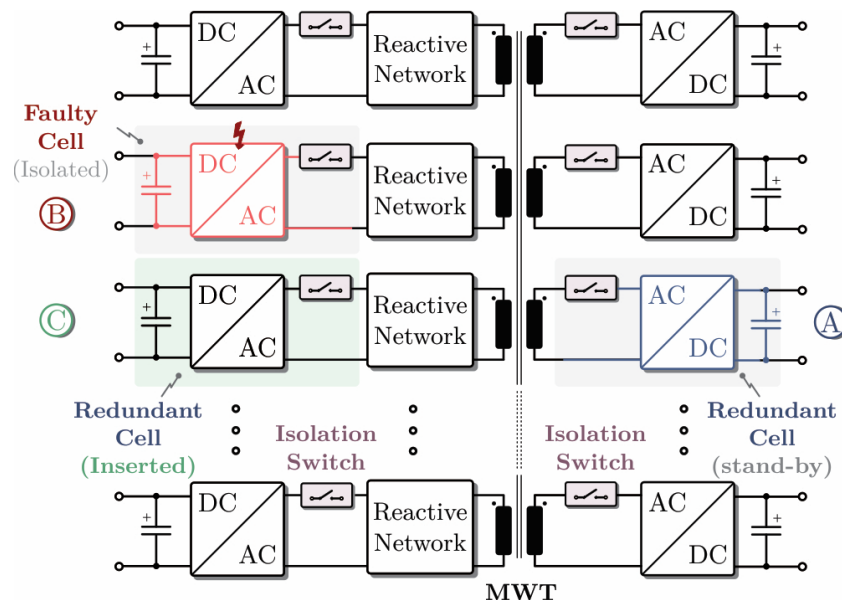 DC
AC
Reactive
Network
AC
DC
+
+
Faulty
Cell
(Isolated)
B
DC
AC
Reactive
Network
AC
DC
+
+
C
DC
AC
Reactive
Network
AC
DC
A
+
+
Redundant
Cell
(Inserted)
Isolation
Switch
Isolation
Switch
Redundant
Cell
(stand-by)
DC
AC
Reactive
Network
AC
DC
+
+
MWT